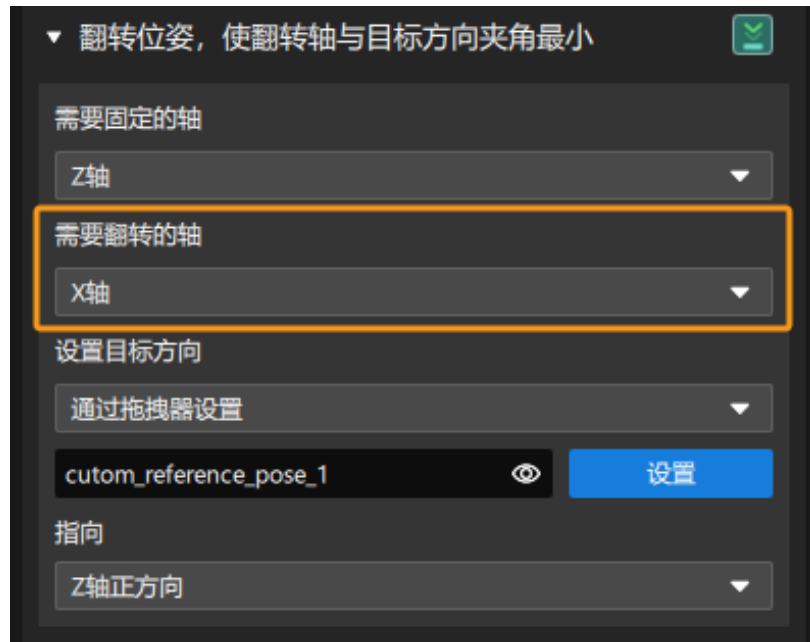 翻转位姿，使翻转轴与目标方向夹角最小
需要固定的轴
Z轴
需要翻转的轴
X轴
设置目标方向
通过拖拽器设置
cutom_reference_pose_1
设置
指向
Z轴正方向